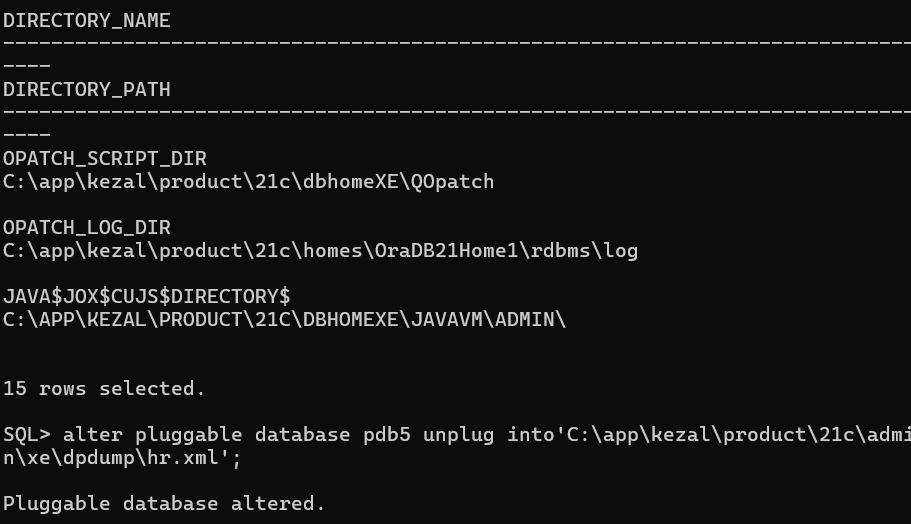 DIRECTORY_NAME
----------------------------------------------------------------------------
----
DIRECTORY_PATH
----------------------------------------------------------------------------
----
OPATCH_SCRIPT_DIR
C:\app\kezal\product\21c\dbhomeXE\QOpatch
OPATCH_LOG_DIR
C:\app\kezal\product\21c\homes\OraDB21Home1\rdbms\log
JAVA$JOX$CUJS$DIRECTORY$
C:\APP\KEZAL\PRODUCT\21C\DBHOMEXE\JAVAVM\ADMIN\
15 rows selected.
SQL> alter pluggable database pdb5 unplug into'C:\app\kezal\product\21c\admi
n\xe\dpdump\hr.xml';
Pluggable database altered.